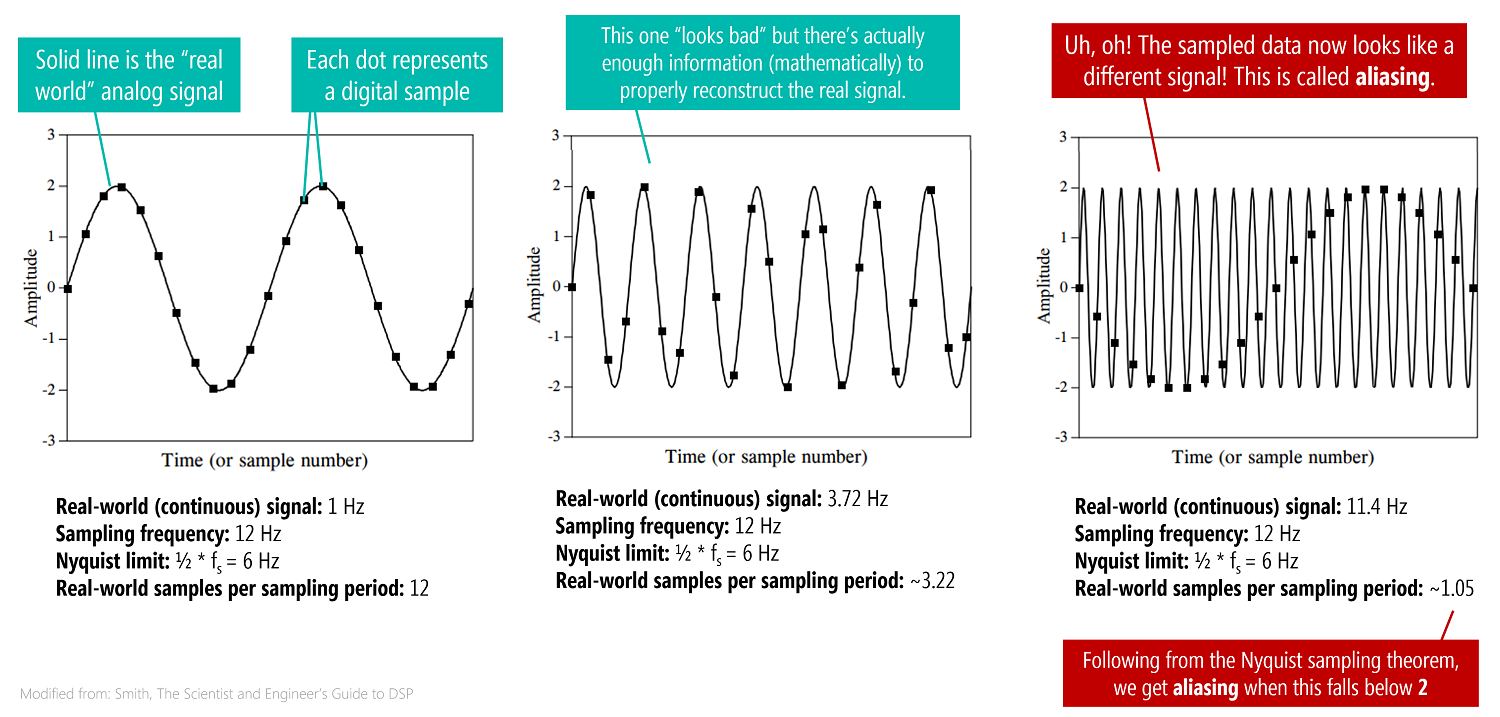 Solid line is the “real
world” analog signal
Each dot represents
a digital sample
3
2
1
0
-1
-2
-3
Amplitude
Time (or sample number)
Real-world (continuous) signal: 1 Hz
Sampling frequency: 12 Hz
Nyquist limit: ½ * fs = 6 Hz
Real-world samples per sampling period: 12
This one “looks bad” but there’s actually
enough information (mathematically) to
properly reconstruct the real signal.
3
2
1
0
-1
-2
-3
Amplitude
Time (or sample number)
Real-world (continuous) signal: 3.72 Hz
Sampling frequency: 12 Hz
Nyquist limit: ½ * fs = 6 Hz
Real-world samples per sampling period: ~3.22
Uh, oh! The sampled data now looks like a
different signal! This is called aliasing.
3
2
1
0
-1
-2
-3
Amplitude
Time (or sample number)
Real-world (continuous) signal: 11.4 Hz
Sampling frequency: 12 Hz
Nyquist limit: ½ * fs = 6 Hz
Real-world samples per sampling period: ~1.05
Following from the Nyquist sampling theorem,
we get aliasing when this falls below 2
Modified from: Smith, The Scientist and Engineer’s Guide to DSP